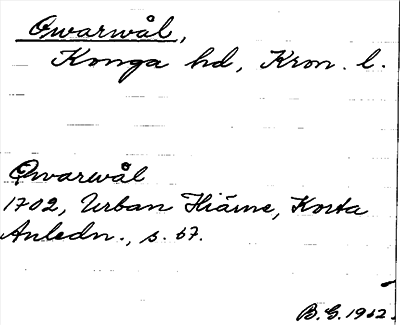 Qwarwål,
Konga hd, Kron. l.
Qwarwål
1702, Urban Hiärne, Korta
Anledn., s. 67.
B. G. 1962.